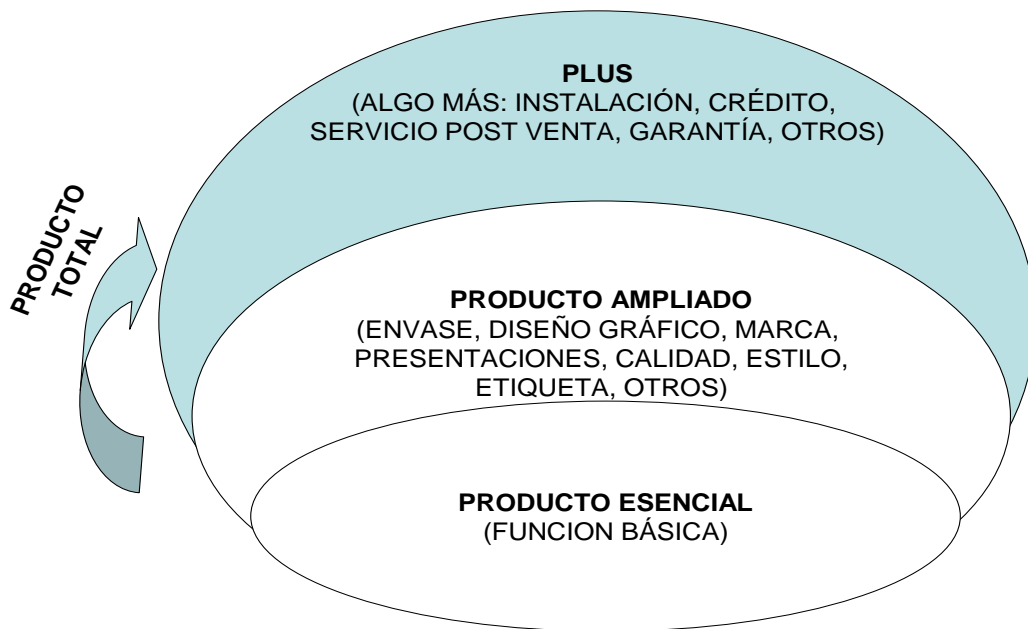 PLUS
(ALGO MÁS: INSTALACIÓN, CRÉDITO,
SERVICIO POST VENTA, GARANTÍA, OTROS)
PRODUCTO
TOTAL
PRODUCTO AMPLIADO
(ENVASE, DISEÑO GRÁFICO, MARCA,
PRESENTACIONES, CALIDAD, ESTILO,
ETIQUETA, OTROS)
PRODUCTO ESENCIAL
(FUNCION BÁSICA)